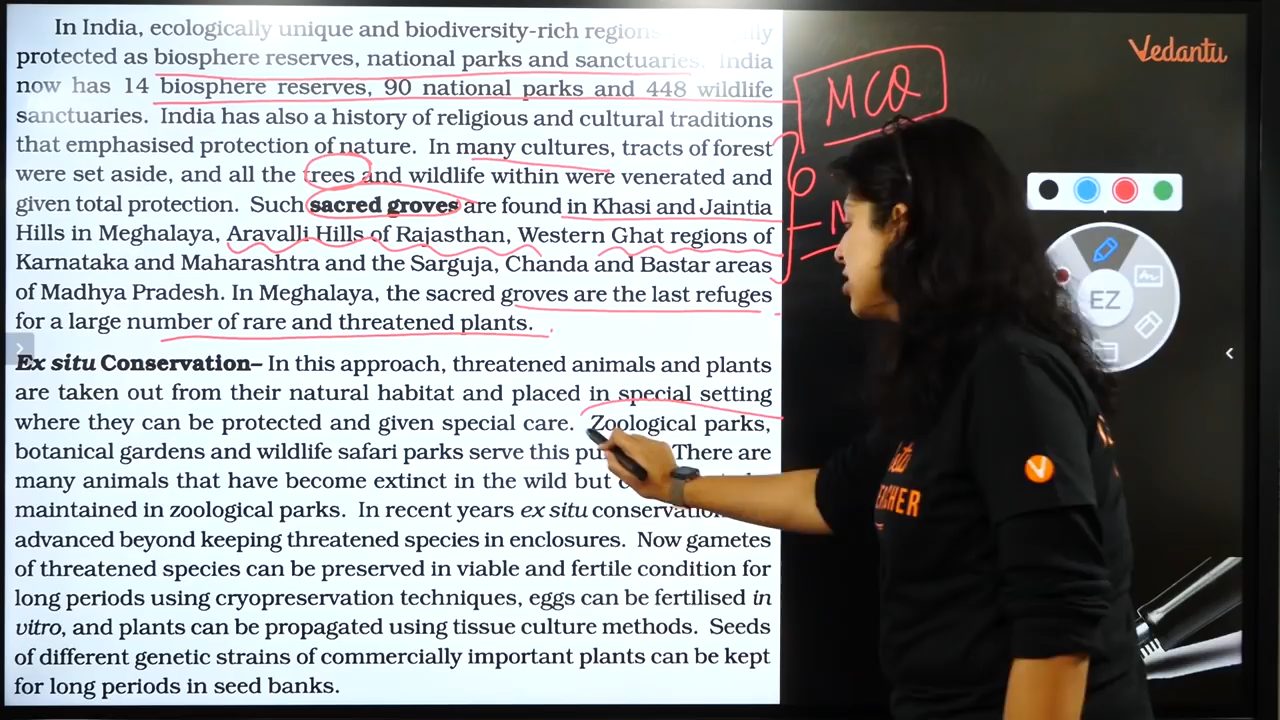 In India, ecologically unique and biodiversity-rich regions
protected as biosphere reserves, national parks and sanctuaries. India
now has 14 biosphere reserves, 90 national parks and 448 wildlife
sanctuaries. India has also a history of religious and cultural traditions
that emphasised protection of nature. In many cultures, tracts of forest
were set aside, and all the trees and wildlife within were venerated and
given total protection. Such sacred groves are found in Khasi and Jaintia
Hills in Meghalaya, Aravalli Hills of Rajasthan, Western Ghat regions of
Karnataka and Maharashtra and the Sarguja, Chanda and Bastar areas
of Madhya Pradesh. In Meghalaya, the sacred groves are the last refuges
for a large number of rare and threatened plants.
Ex situ Conservation– In this approach, threatened animals and plants
are taken out from their natural habitat and placed in special setting
where they can be protected and given special care. Zoological parks,
botanical gardens and wildlife safari parks serve this There are
many animals that have become extinct in the wild but
maintained in zoological parks. In recent years ex situ conservation
advanced beyond keeping threatened species in enclosures. Now gametes
of threatened species can be preserved in viable and fertile condition for
long periods using cryopreservation techniques, eggs can be fertilised in
vitro, and plants can be propagated using tissue culture methods. Seeds
of different genetic strains of commercially important plants can be kept
for long periods in seed banks.
MCQ
Vedantu
EZ